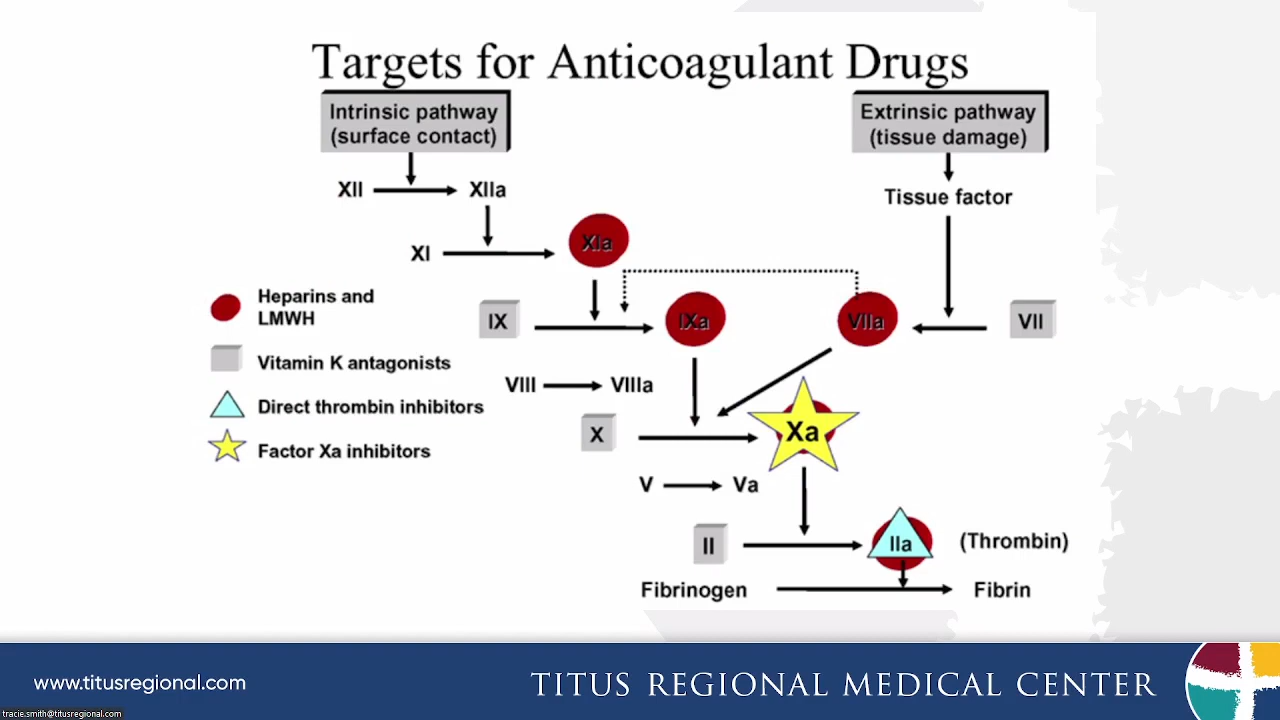 Targets for Anticoagulant Drugs
Intrinsic pathway
(surface contact)
Extrinsic pathway
(tissue damage)
XII
XIIa
Tissue factor
XI
XIa
Heparins and
LMWH
IX
IXa
VIIa
VII
Vitamin K antagonists
VIII
VIIIa
Direct thrombin inhibitors
X
Xa
Factor Xa inhibitors
V
Va
II
IIa
(Thrombin)
Fibrinogen
Fibrin
www.titusregional.com
TITUS REGIONAL MEDICAL CENTER
tracie.smith@titusregional.com